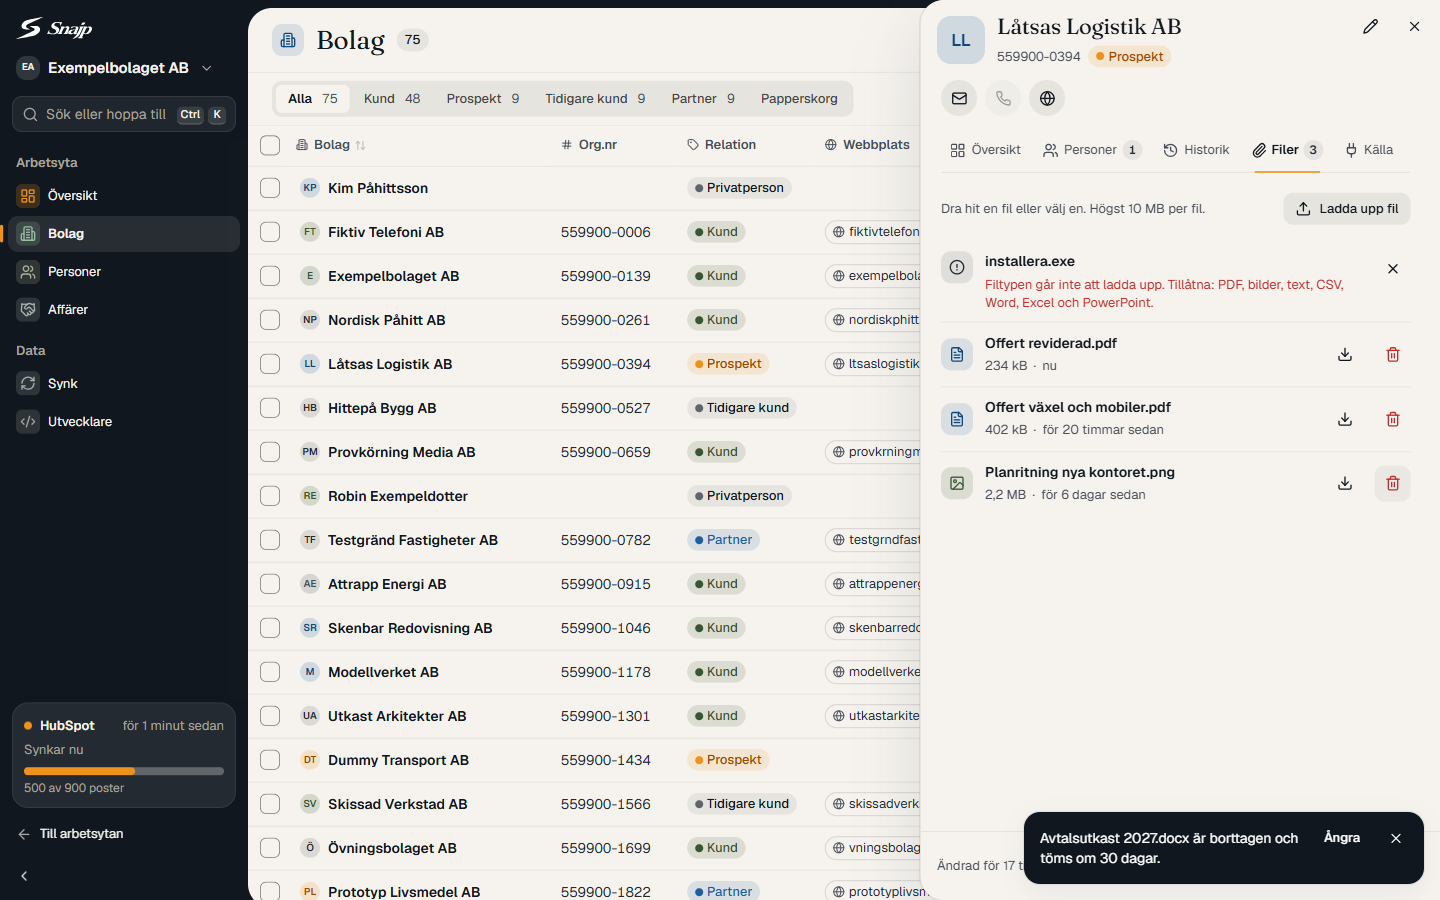 Snajp
EA Exempelbolaget AB
Sök eller hoppa till Ctrl K
Arbetsyta
Översikt
Bolag
Personer
Affärer
Data
Synk
Utvecklare
HubSpot för 1 minut sedan
Synkar nu
500 av 900 poster
Till arbetsytan
Bolag 75
Alla 75 Kund 48 Prospekt 9 Tidigare kund 9 Partner 9 Papperskorg
Bolag # Org.nr Relation Webbplats
KP Kim Påhittsson Privatperson
FT Fiktiv Telefoni AB 559900-0006 Kund fiktivtelefon
E Exempelbolaget AB 559900-0139 Kund exempelbola
NP Nordisk Påhitt AB 559900-0261 Kund nordiskphitt
LL Låtsas Logistik AB 559900-0394 Prospekt ltsaslogistik
HB Hittepå Bygg AB 559900-0527 Tidigare kund
PM Provkörning Media AB 559900-0659 Kund provkrningm
RE Robin Exempeldotter Privatperson
TF Testgränd Fastigheter AB 559900-0782 Partner testgrndfast
AE Attrapp Energi AB 559900-0915 Kund attrappenerg
SR Skenbar Redovisning AB 559900-1046 Kund skenbarredo
M Modellverket AB 559900-1178 Kund modellverke
UA Utkast Arkitekter AB 559900-1301 Kund utkastarkite
DT Dummy Transport AB 559900-1434 Prospekt
SV Skissad Verkstad AB 559900-1566 Tidigare kund skissadverk
Ö Övningsbolaget AB 559900-1699 Kund vningsbolag
PL Prototyp Livsmedel AB 559900-1822 Partner prototyplivsm
LL Låtsas Logistik AB
559900-0394 Prospekt
Översikt Personer 1 Historik Filer 3 Källa
Dra hit en fil eller välj en. Högst 10 MB per fil. Ladda upp fil
installera.exe
Filtypen går inte att ladda upp. Tillåtna: PDF, bilder, text, CSV,
Word, Excel och PowerPoint.
Offert reviderad.pdf
234 kB · nu
Offert växel och mobiler.pdf
402 kB · för 20 timmar sedan
Planritning nya kontoret.png
2,2 MB · för 6 dagar sedan
Ändrad för 17 t
Avtalsutkast 2027.docx är borttagen och
töms om 30 dagar.
Ångra